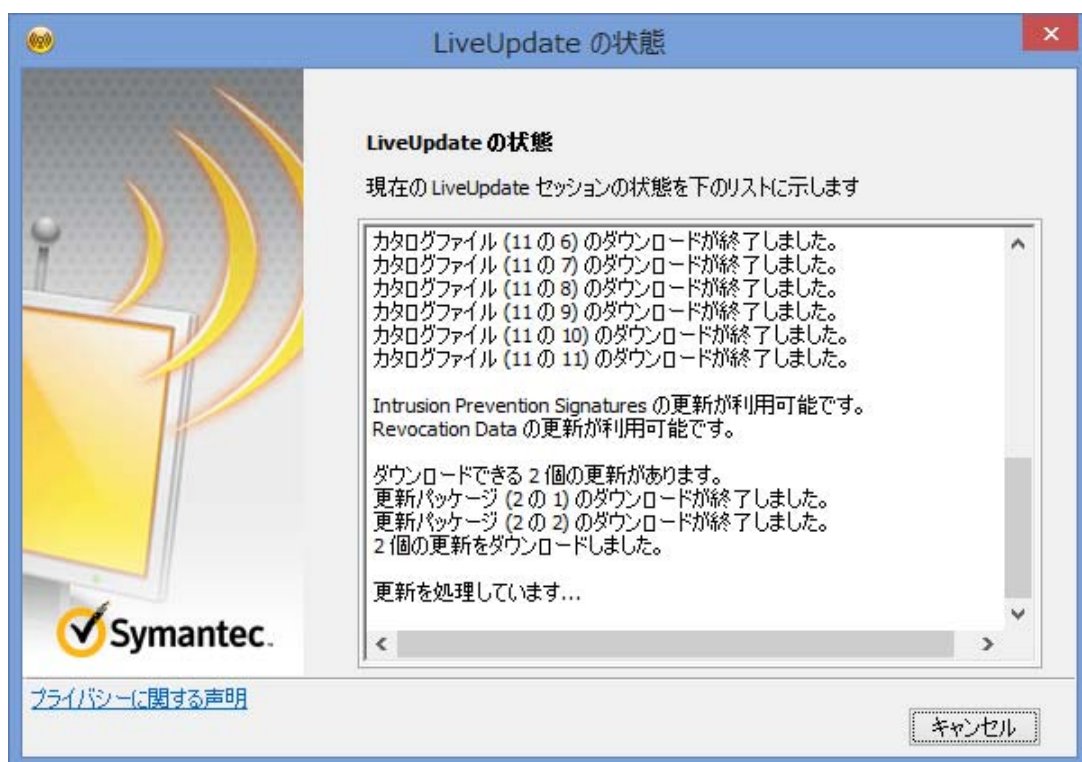 LiveUpdate の状態
LiveUpdate の状態
現在の LiveUpdate セッションの状態を下のリストに示します
カタログファイル (11 の 6) のダウンロードが終了しました。
カタログファイル (11 の 7) のダウンロードが終了しました。
カタログファイル (11 の 8) のダウンロードが終了しました。
カタログファイル (11 の 9) のダウンロードが終了しました。
カタログファイル (11 の 10) のダウンロードが終了しました。
カタログファイル (11 の 11) のダウンロードが終了しました。
Intrusion Prevention Signatures の更新が利用可能です。
Revocation Data の更新が利用可能です。
ダウンロードできる 2 個の更新があります。
更新パッケージ (2 の 1) のダウンロードが終了しました。
更新パッケージ (2 の 2) のダウンロードが終了しました。
2 個の更新をダウンロードしました。
更新を処理しています...
Symantec.
プライバシーに関する声明
キャンセル